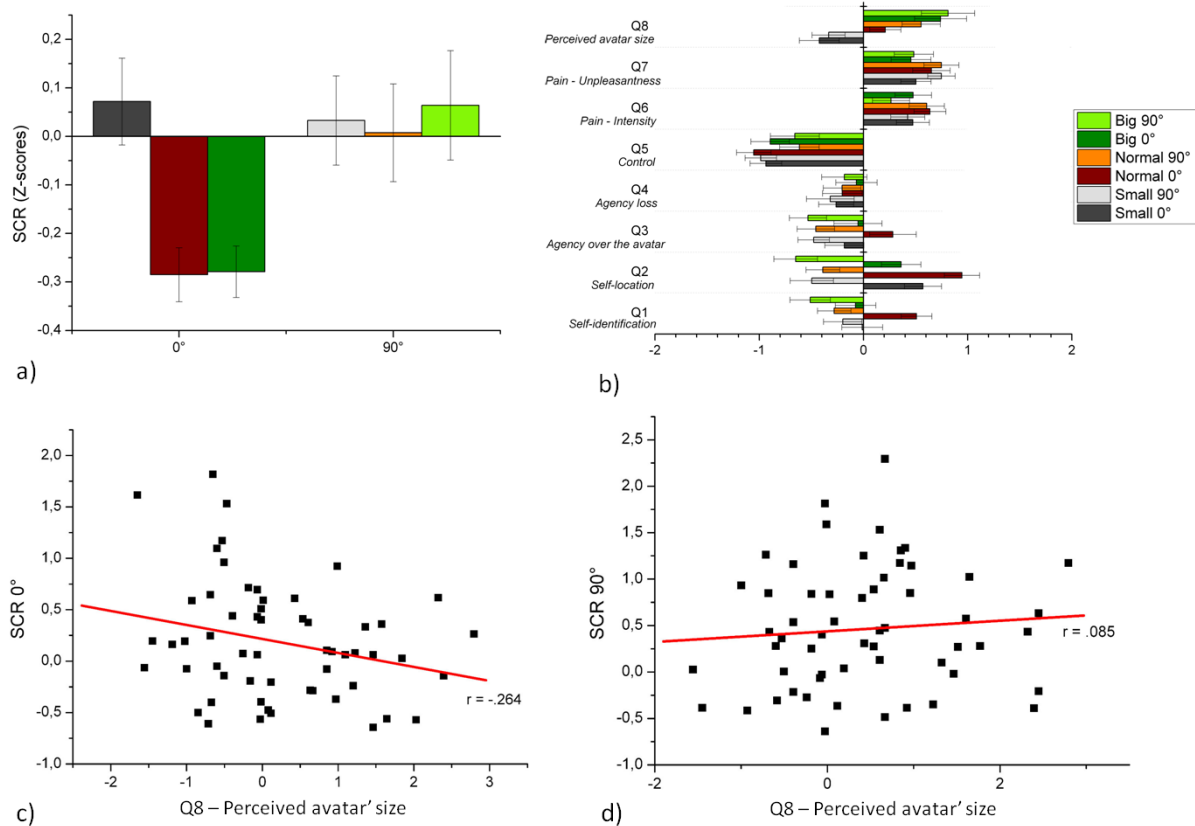 a)
SCR (Z-scores)
0,2
0,1
0,0
-0,1
-0,2
-0,3
-0,4
0°
90°
b)
-2
-1
0
1
2
Q8
Perceived avatar size
Q7
Pain - Unpleasantness
Q6
Pain - Intensity
Q5
Control
Q4
Agency loss
Q3
Agency over the avatar
Q2
Self-location
Q1
Self-identification
-2
-1
0
1
2
Big 90°
Big 0°
Normal 90°
Normal 0°
Small 90°
Small 0°
c)
SCR 0°
2,0
1,5
1,0
0,5
0,0
-0,5
-1,0
r = -.264
-2
-1
0
1
2
3
Q8 – Perceived avatar' size
d)
SCR 90°
2,5
2,0
1,5
1,0
0,5
0,0
-0,5
-1,0
r = .085
-2
0
2
Q8 – Perceived avatar' size